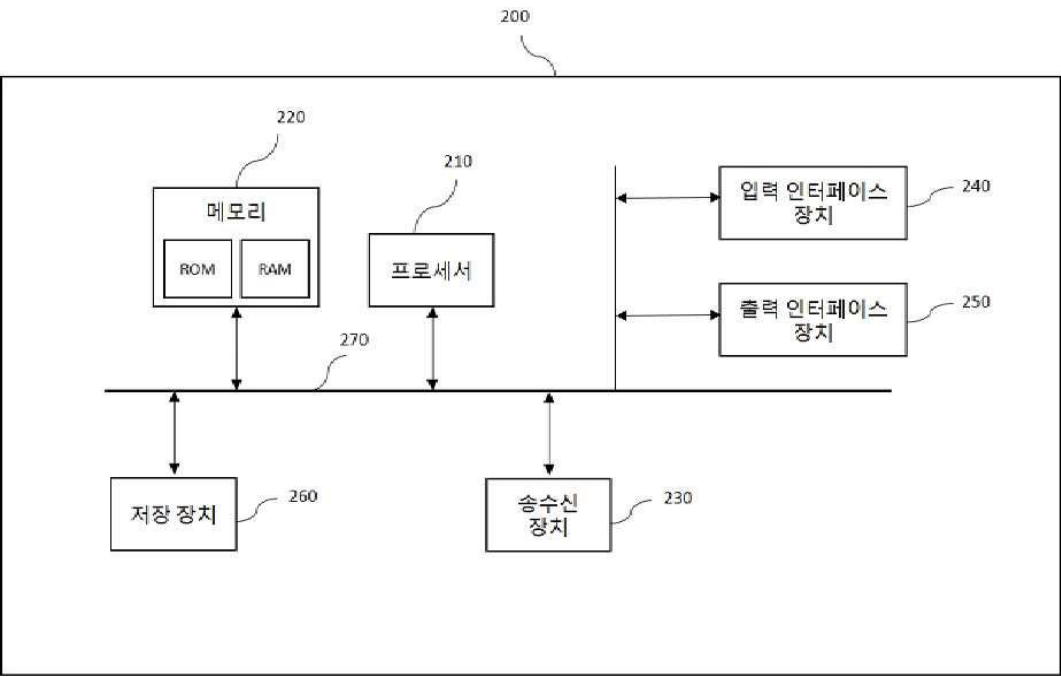 200
220
210
메모리
ROM
RAM
프로세서
입력 인터페이스
장치
240
출력 인터페이스
장치
250
270
저장 장치
260
송수신
장치
230